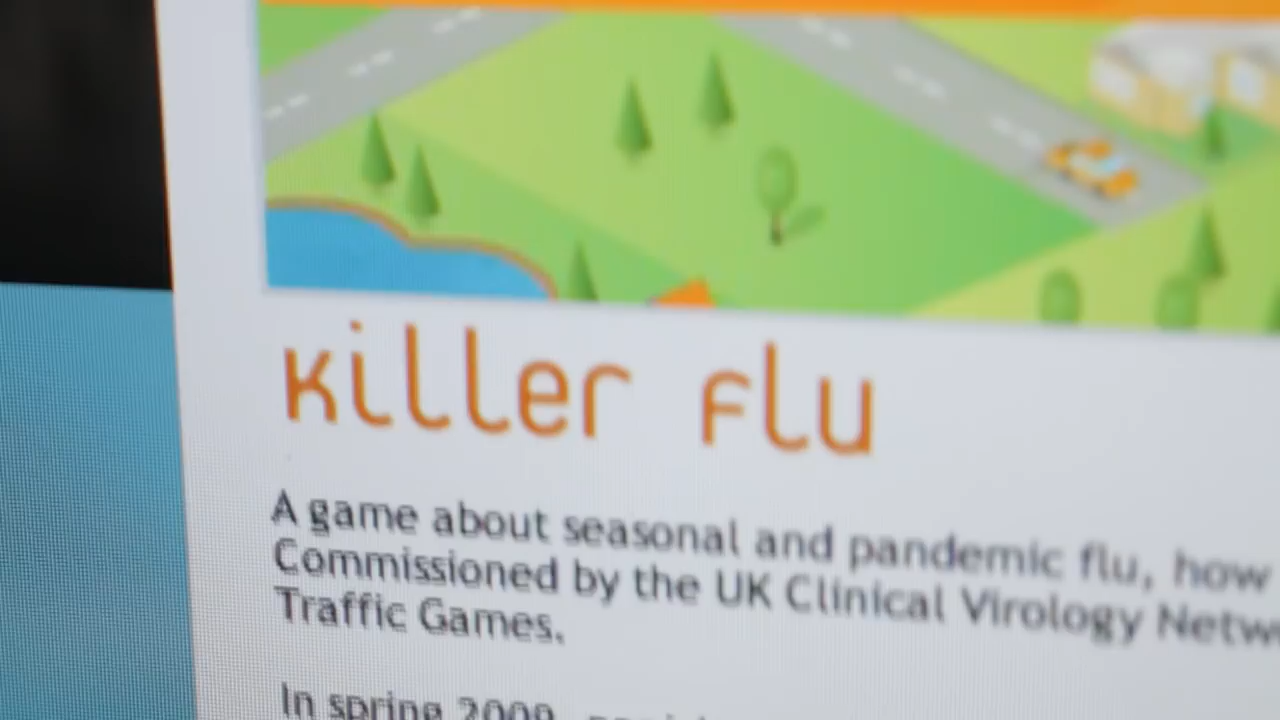 Killer Flu
A game about seasonal and pandemic flu, how
Commissioned by the UK Clinical Virology
Traffic Games.
In spring 2009,